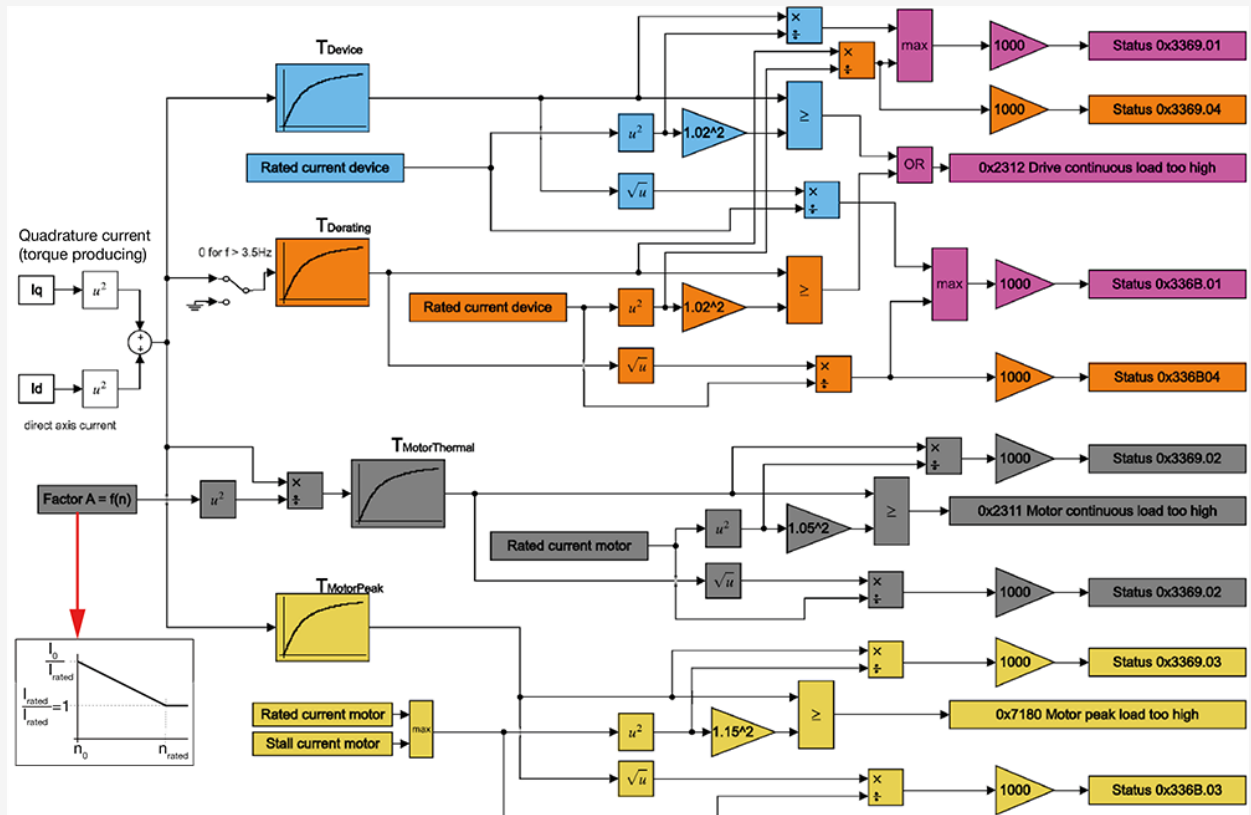 T Device
×
÷
max
1000
Status 0x3369.01
×
÷
1000
Status 0x3369.04
u²
1.02^2
≥
Rated current device
OR
0x2312 Drive continuous load too high
√u
×
÷
T Derating
Quadrature current
(torque producing)
0 for f > 3.5Hz
Iq
u²
Rated current device
u²
1.02^2
≥
max
1000
Status 0x336B.01
+
+
Id
u²
direct axis current
√u
×
÷
1000
Status 0x336B04
T MotorThermal
×
÷
1000
Status 0x3369.02
Factor A = f(n)
u²
×
÷
0x2311 Motor continuous load too high
Rated current motor
u²
1.05^2
≥
√u
×
÷
1000
Status 0x3369.02
T MotorPeak
I0
Irated
Irated
Irated
=1
n0
nrated
×
÷
1000
Status 0x3369.03
Rated current motor
Stall current motor
max
u²
1.15^2
≥
0x7180 Motor peak load too high
√u
×
÷
1000
Status 0x336B.03